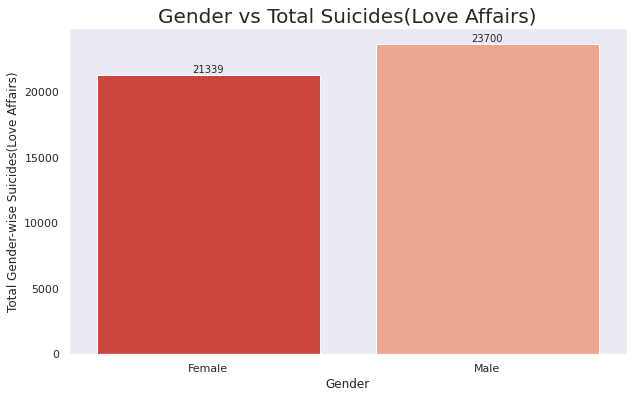 Gender vs Total Suicides(Love Affairs)
23700
21339
Total Gender-wise Suicides(Love Affairs)
20000
15000
10000
5000
0
Female
Male
Gender